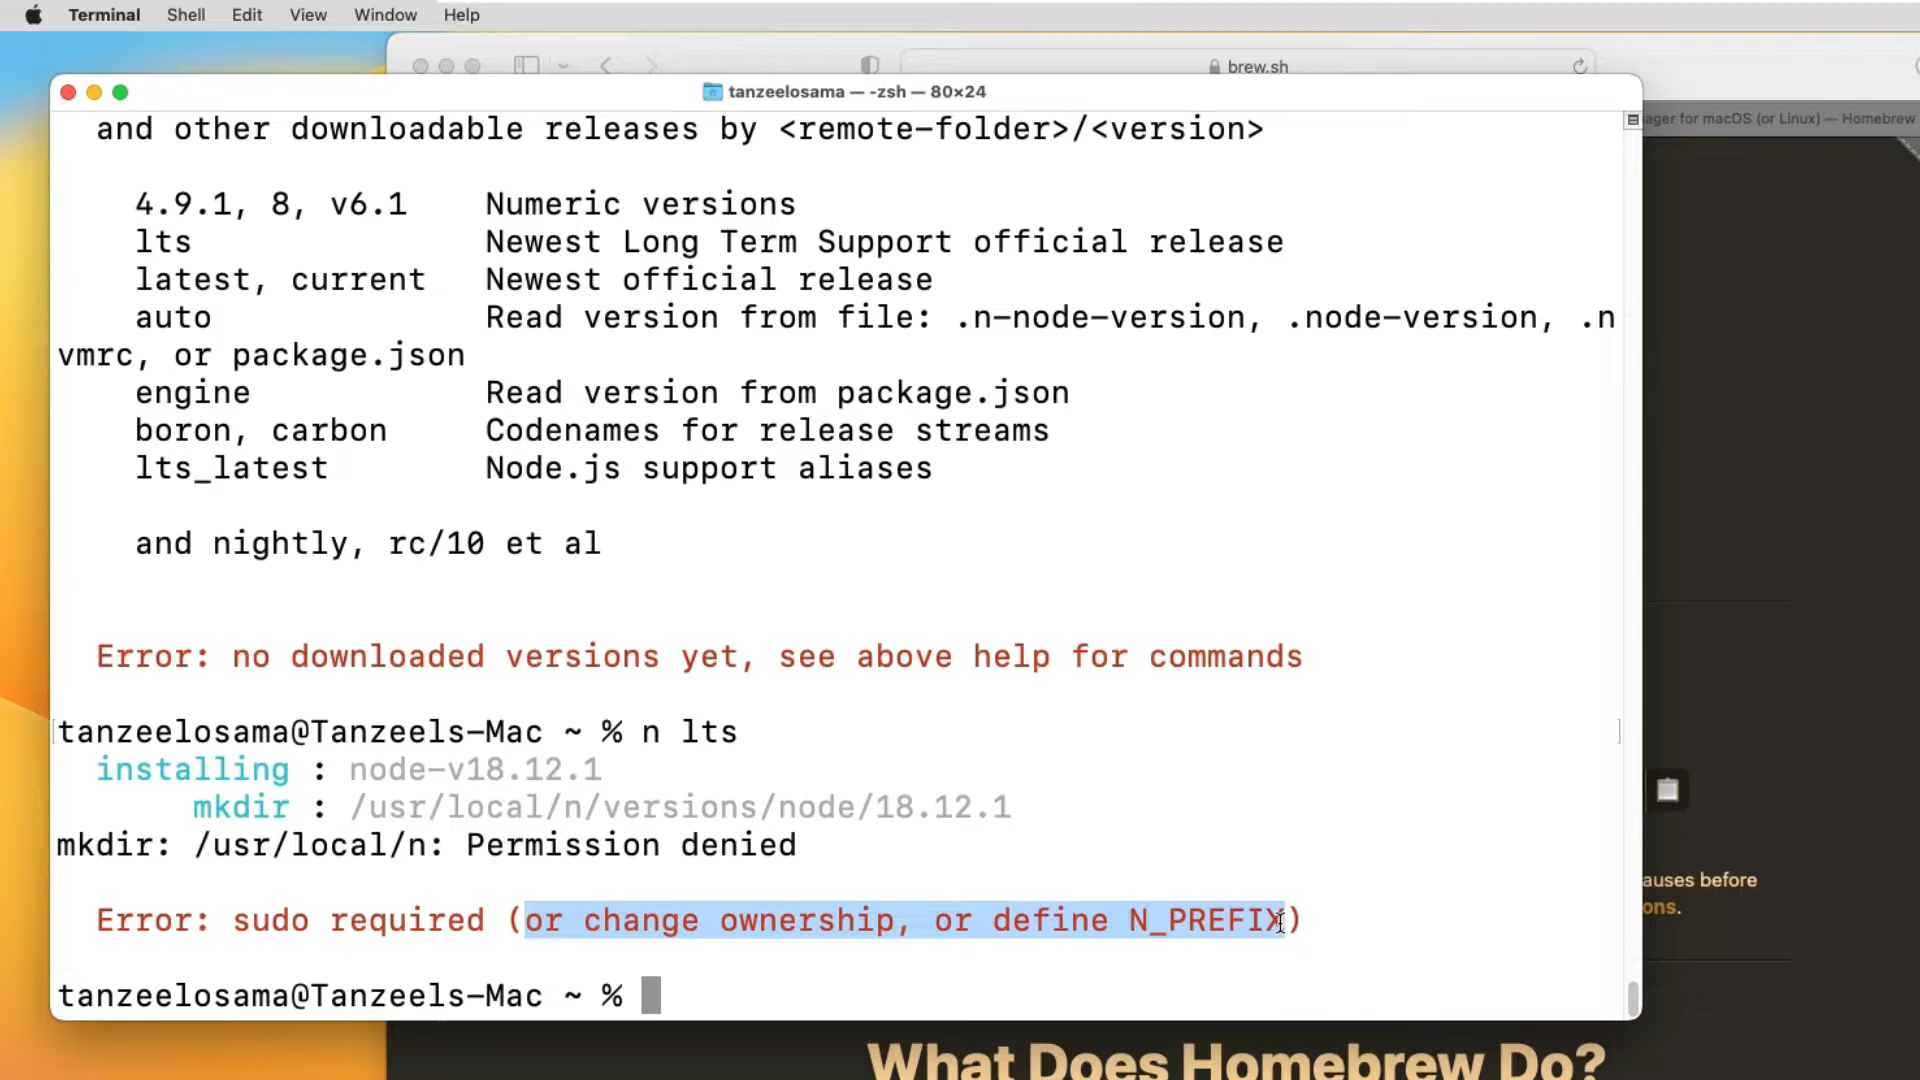 Terminal Shell Edit View Window Help
brew.sh
tanzeelosama — -zsh — 80×24
ager for macOS (or Linux) — Homebrew
and other downloadable releases by <remote-folder>/<version>
4.9.1, 8, v6.1 Numeric versions
lts Newest Long Term Support official release
latest, current Newest official release
auto Read version from file: .n-node-version, .node-version, .n
vmrc, or package.json
engine Read version from package.json
boron, carbon Codenames for release streams
lts_latest Node.js support aliases
and nightly, rc/10 et al
Error: no downloaded versions yet, see above help for commands
tanzeelosama@Tanzeels-Mac ~ % n lts
installing : node-v18.12.1
mkdir : /usr/local/n/versions/node/18.12.1
mkdir: /usr/local/n: Permission denied
auses before
ons.
Error: sudo required (or change ownership, or define N_PREFIX)
tanzeelosama@Tanzeels-Mac ~ %
What Does Homebrew Do?